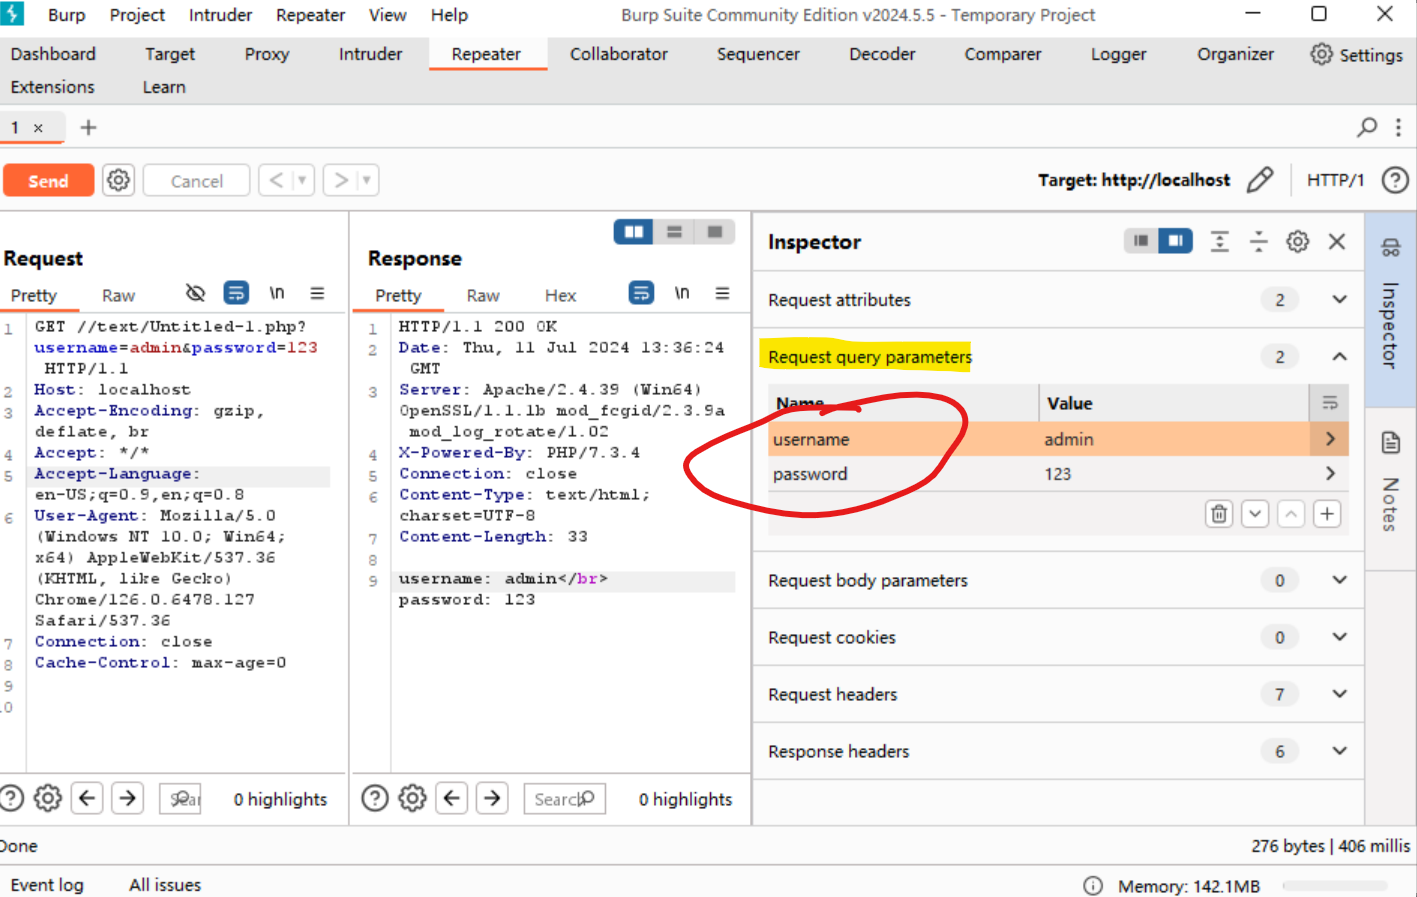 Burp Project Intruder Repeater View Help Burp Suite Community Edition v2024.5.5 - Temporary Project
Dashboard Target Proxy Intruder Repeater Collaborator Sequencer Decoder Comparer Logger Organizer Settings
Extensions Learn
1 × +
Send Cancel < > Target: http://localhost HTTP/1 ?
Request
Pretty Raw \n
1 GET //text/Untitled-1.php?
username=admin&password=123
HTTP/1.1
2 Host: localhost
3 Accept-Encoding: gzip,
deflate, br
4 Accept: */*
5 Accept-Language:
en-US;q=0.9,en;q=0.8
6 User-Agent: Mozilla/5.0
(Windows NT 10.0; Win64;
x64) AppleWebKit/537.36
(KHTML, like Gecko)
Chrome/126.0.6478.127
Safari/537.36
7 Connection: close
8 Cache-Control: max-age=0
9
.0
0 highlights
Response
Pretty Raw Hex \n
1 HTTP/1.1 200 OK
2 Date: Thu, 11 Jul 2024 13:36:24
GMT
3 Server: Apache/2.4.39 (Win64)
OpenSSL/1.1.1b mod_fcgid/2.3.9a
mod_log_rotate/1.02
4 X-Powered-By: PHP/7.3.4
5 Connection: close
6 Content-Type: text/html;
charset=UTF-8
7 Content-Length: 33
8
9 username: admin</br>
password: 123
Search 0 highlights
Inspector
Request attributes 2
Request query parameters 2
Name Value
username admin
password 123
Request body parameters 0
Request cookies 0
Request headers 7
Response headers 6
Inspector
Notes
Done 276 bytes | 406 millis
Event log All issues Memory: 142.1MB